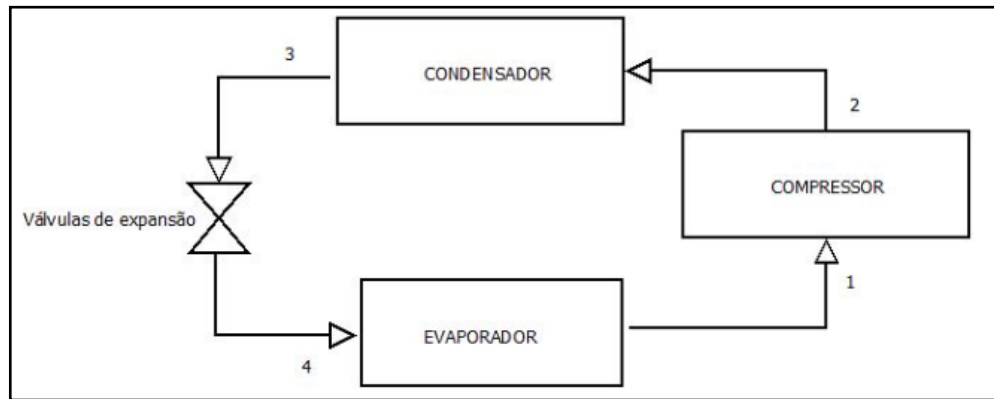 3
CONDENSADOR
2
COMPRESSOR
Válvulas de expansão
1
EVAPORADOR
4